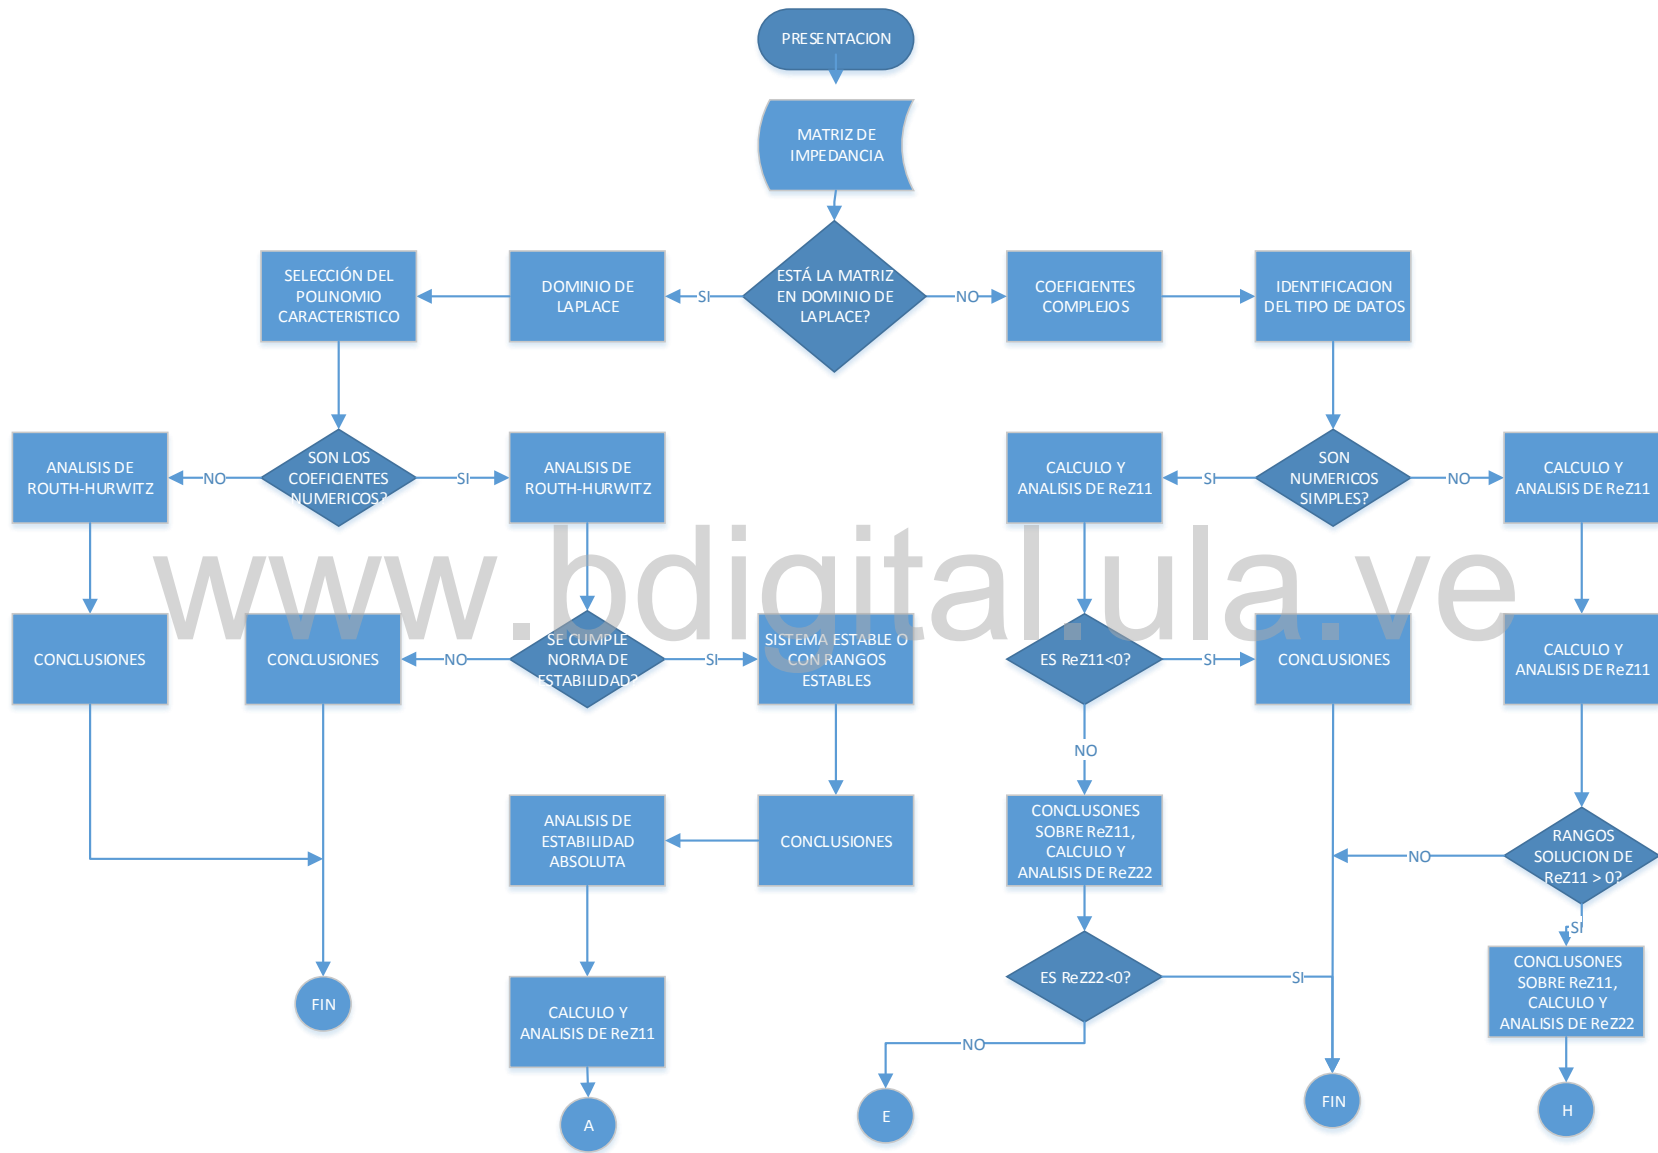 PRESENTACION
MATRIZ DE
IMPEDANCIA
ESTÁ LA MATRIZ
EN DOMINIO DE
LAPLACE?
SI
NO
DOMINIO DE
LAPLACE
SELECCIÓN DEL
POLINOMIO
CARACTERISTICO
COEFICIENTES
COMPLEJOS
IDENTIFICACION
DEL TIPO DE DATOS
SON LOS
COEFICIENTES
NUMERICOS?
NO
SI
ANALISIS DE
ROUTH-HURWITZ
ANALISIS DE
ROUTH-HURWITZ
CALCULO Y
ANALISIS DE ReZ11
SI
SON
NUMERICOS
SIMPLES?
NO
CALCULO Y
ANALISIS DE ReZ11
www.bdigital.ula.ve
CONCLUSIONES
CONCLUSIONES
NO
SE CUMPLE
NORMA DE
ESTABILIDAD?
SI
SISTEMA ESTABLE O
CON RANGOS
ESTABLES
ES ReZ11<0?
SI
CONCLUSIONES
CALCULO Y
ANALISIS DE ReZ11
NO
ANALISIS DE
ESTABILIDAD
ABSOLUTA
CONCLUSIONES
CONCLUSONES
SOBRE ReZ11,
CALCULO Y
ANALISIS DE ReZ22
NO
RANGOS
SOLUCION DE
ReZ11 > 0?
SI
ES ReZ22<0?
SI
NO
CONCLUSONES
SOBRE ReZ11,
CALCULO Y
ANALISIS DE ReZ22
FIN
CALCULO Y
ANALISIS DE ReZ11
A
E
FIN
H